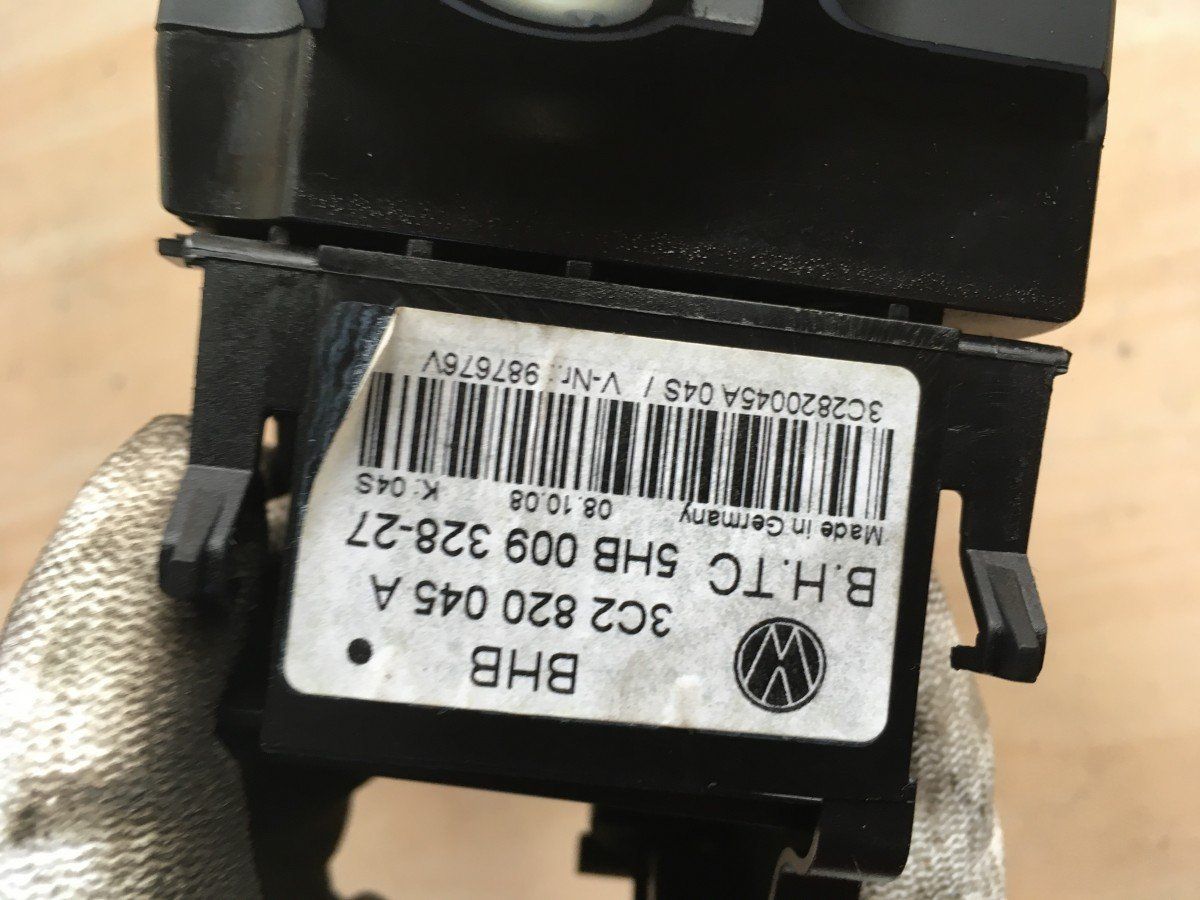 BHB
3C2 820 045 A
B.H.TC 5HB 009 328-27
Made in Germany 08.10.08 K: 04S
3C2820045A 04S / V-Nr.: 987676V